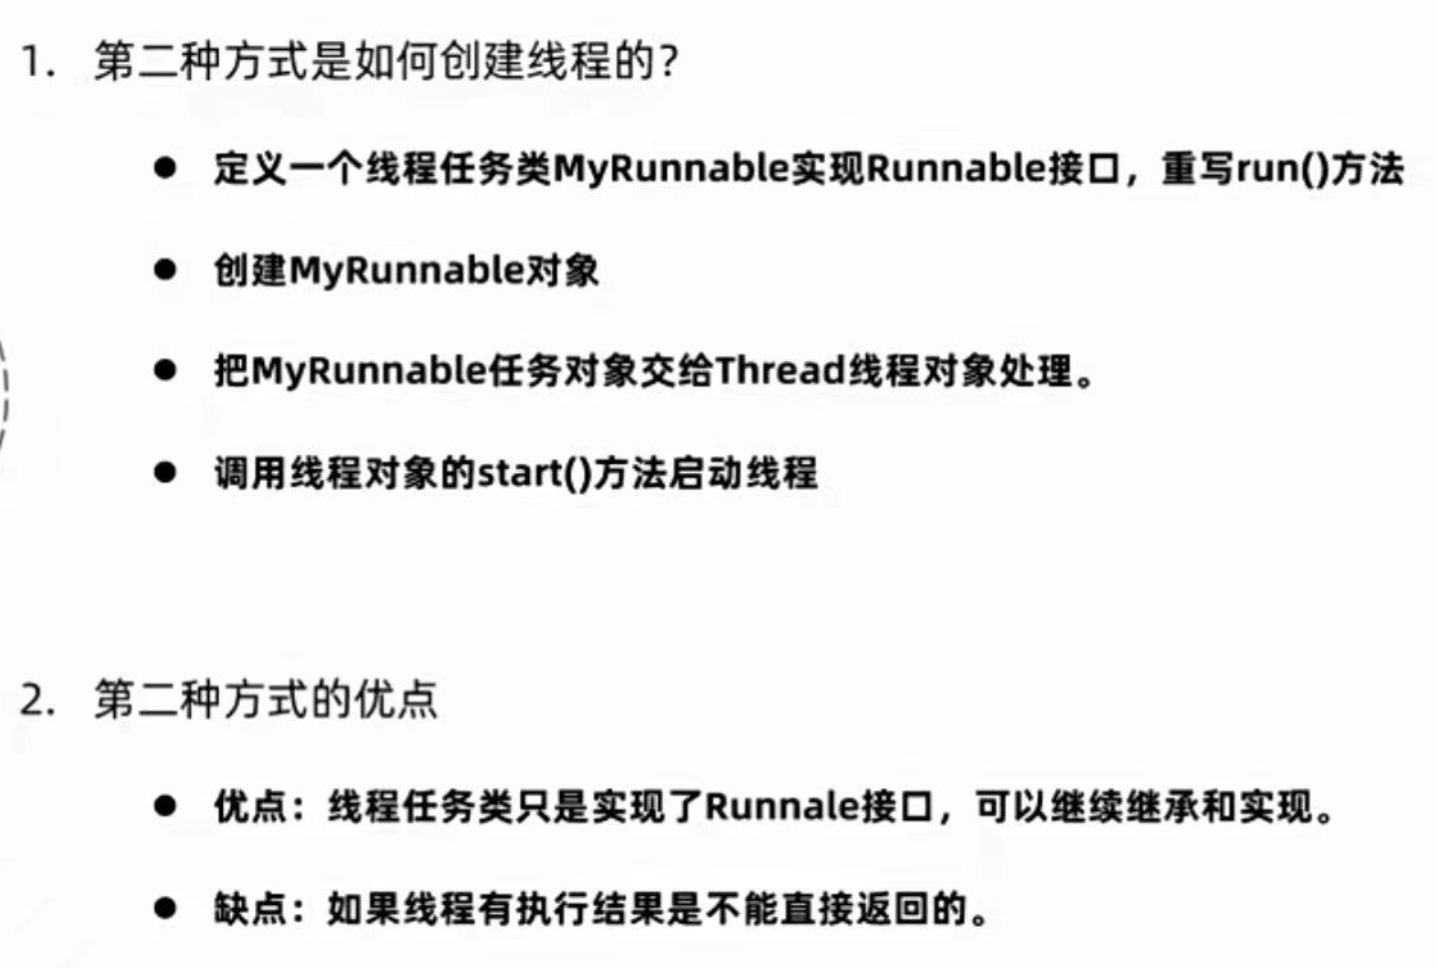 1. 第二种方式是如何创建线程的？
● 定义一个线程任务类MyRunnable实现Runnable接口，重写run()方法
● 创建MyRunnable对象
● 把MyRunnable任务对象交给Thread线程对象处理。
● 调用线程对象的start()方法启动线程
2. 第二种方式的优点
● 优点：线程任务类只是实现了Runnale接口，可以继续继承和实现。
● 缺点：如果线程有执行结果是不能直接返回的。